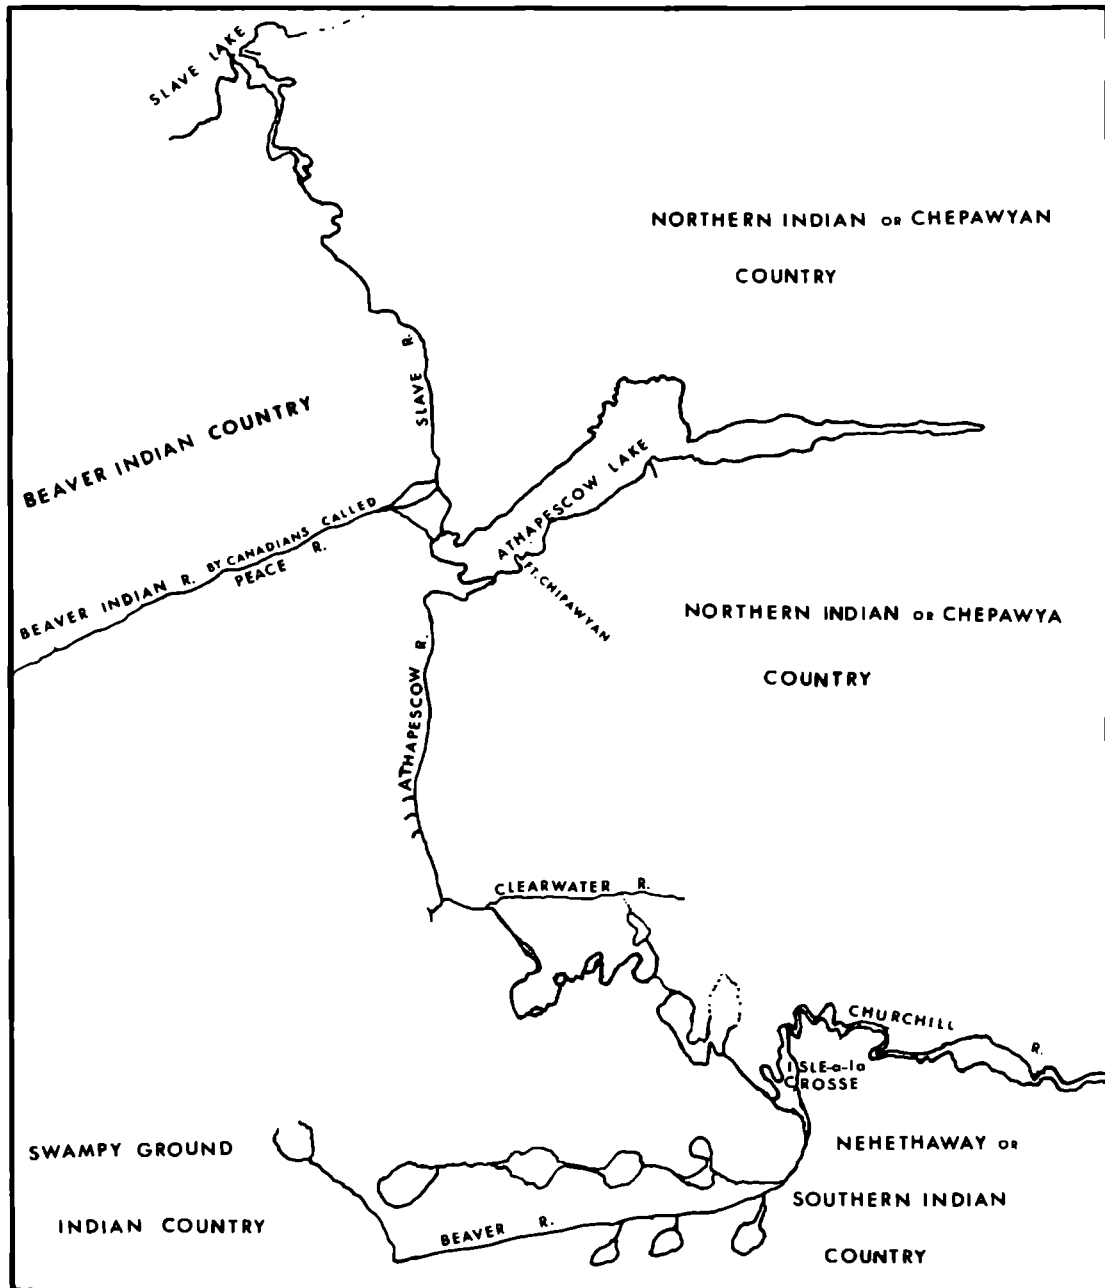 SLAVE LAKE
NORTHERN INDIAN OR CHEPAWYAN
COUNTRY
SLAVE R.
BEAVER INDIAN COUNTRY
ATHAPESCOW LAKE
BEAVER INDIAN R. BY CANADIANS CALLED
PEACE R.
FT. CHIPAWYAN
NORTHERN INDIAN OR CHEPAWYA
COUNTRY
ATHAPESCOW R.
CLEARWATER R.
CHURCHILL R.
ISLE-a-la
CROSSE
SWAMPY GROUND
INDIAN COUNTRY
NEHETHAWAY OR
SOUTHERN INDIAN
COUNTRY
BEAVER R.